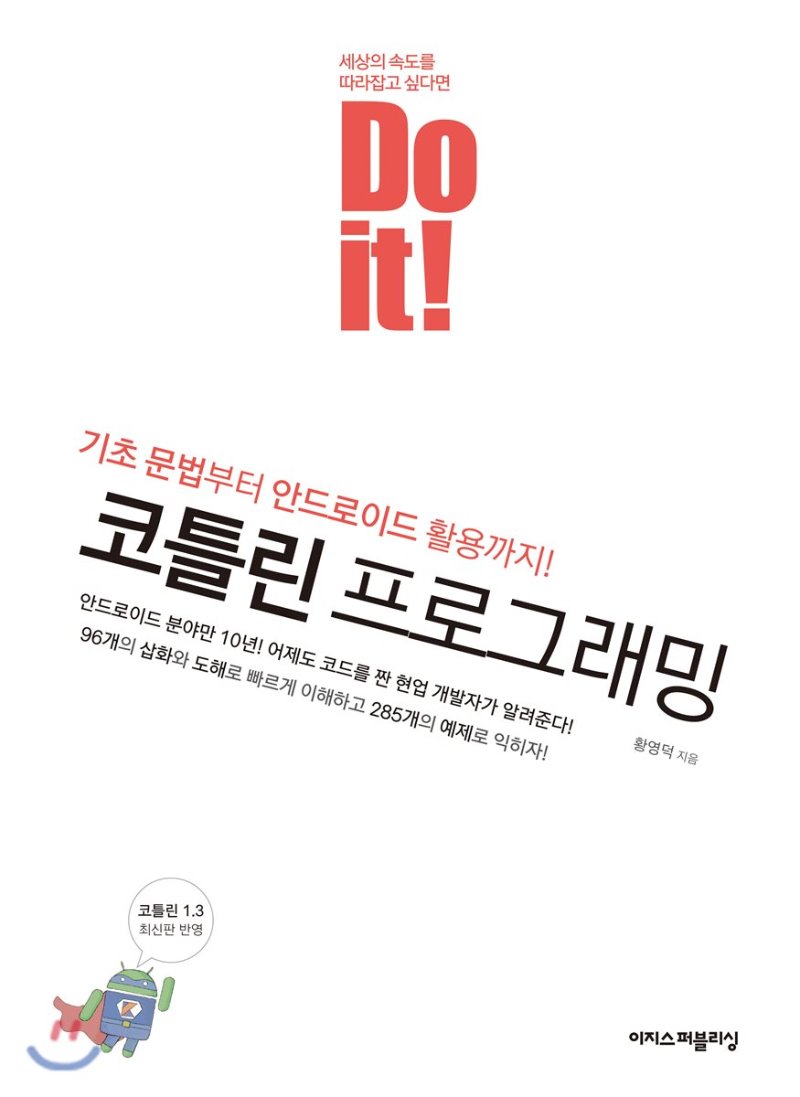 세상의 속도를
따라잡고 싶다면
Do
it!
기초 문법부터 안드로이드 활용까지!
코틀린 프로그래밍
안드로이드 분야만 10년! 어제도 코드를 짠 현업 개발자가 알려준다!
96개의 삽화와 도해로 빠르게 이해하고 285개의 예제로 익히자!
황영덕 지음
코틀린 1.3
최신판 반영
이지스퍼블리싱